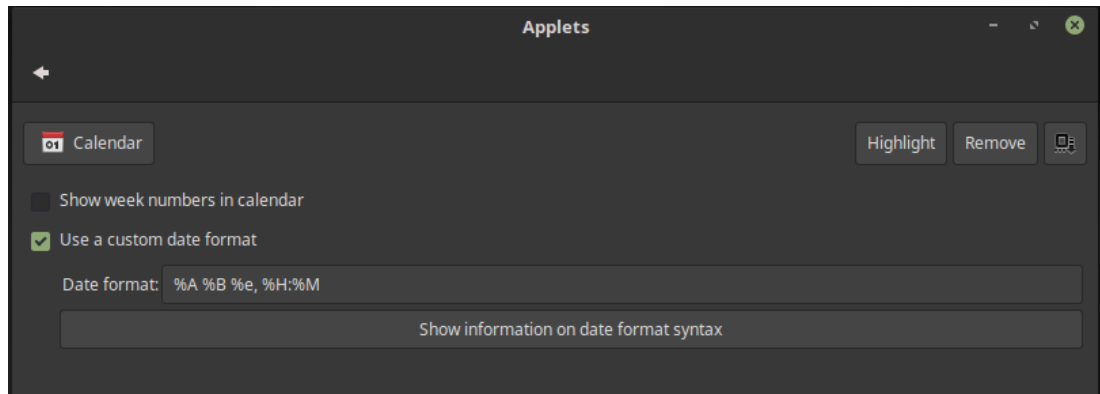 Applets
01 Calendar
Highlight Remove
Show week numbers in calendar
Use a custom date format
Date format: %A %B %e, %H:%M
Show information on date format syntax